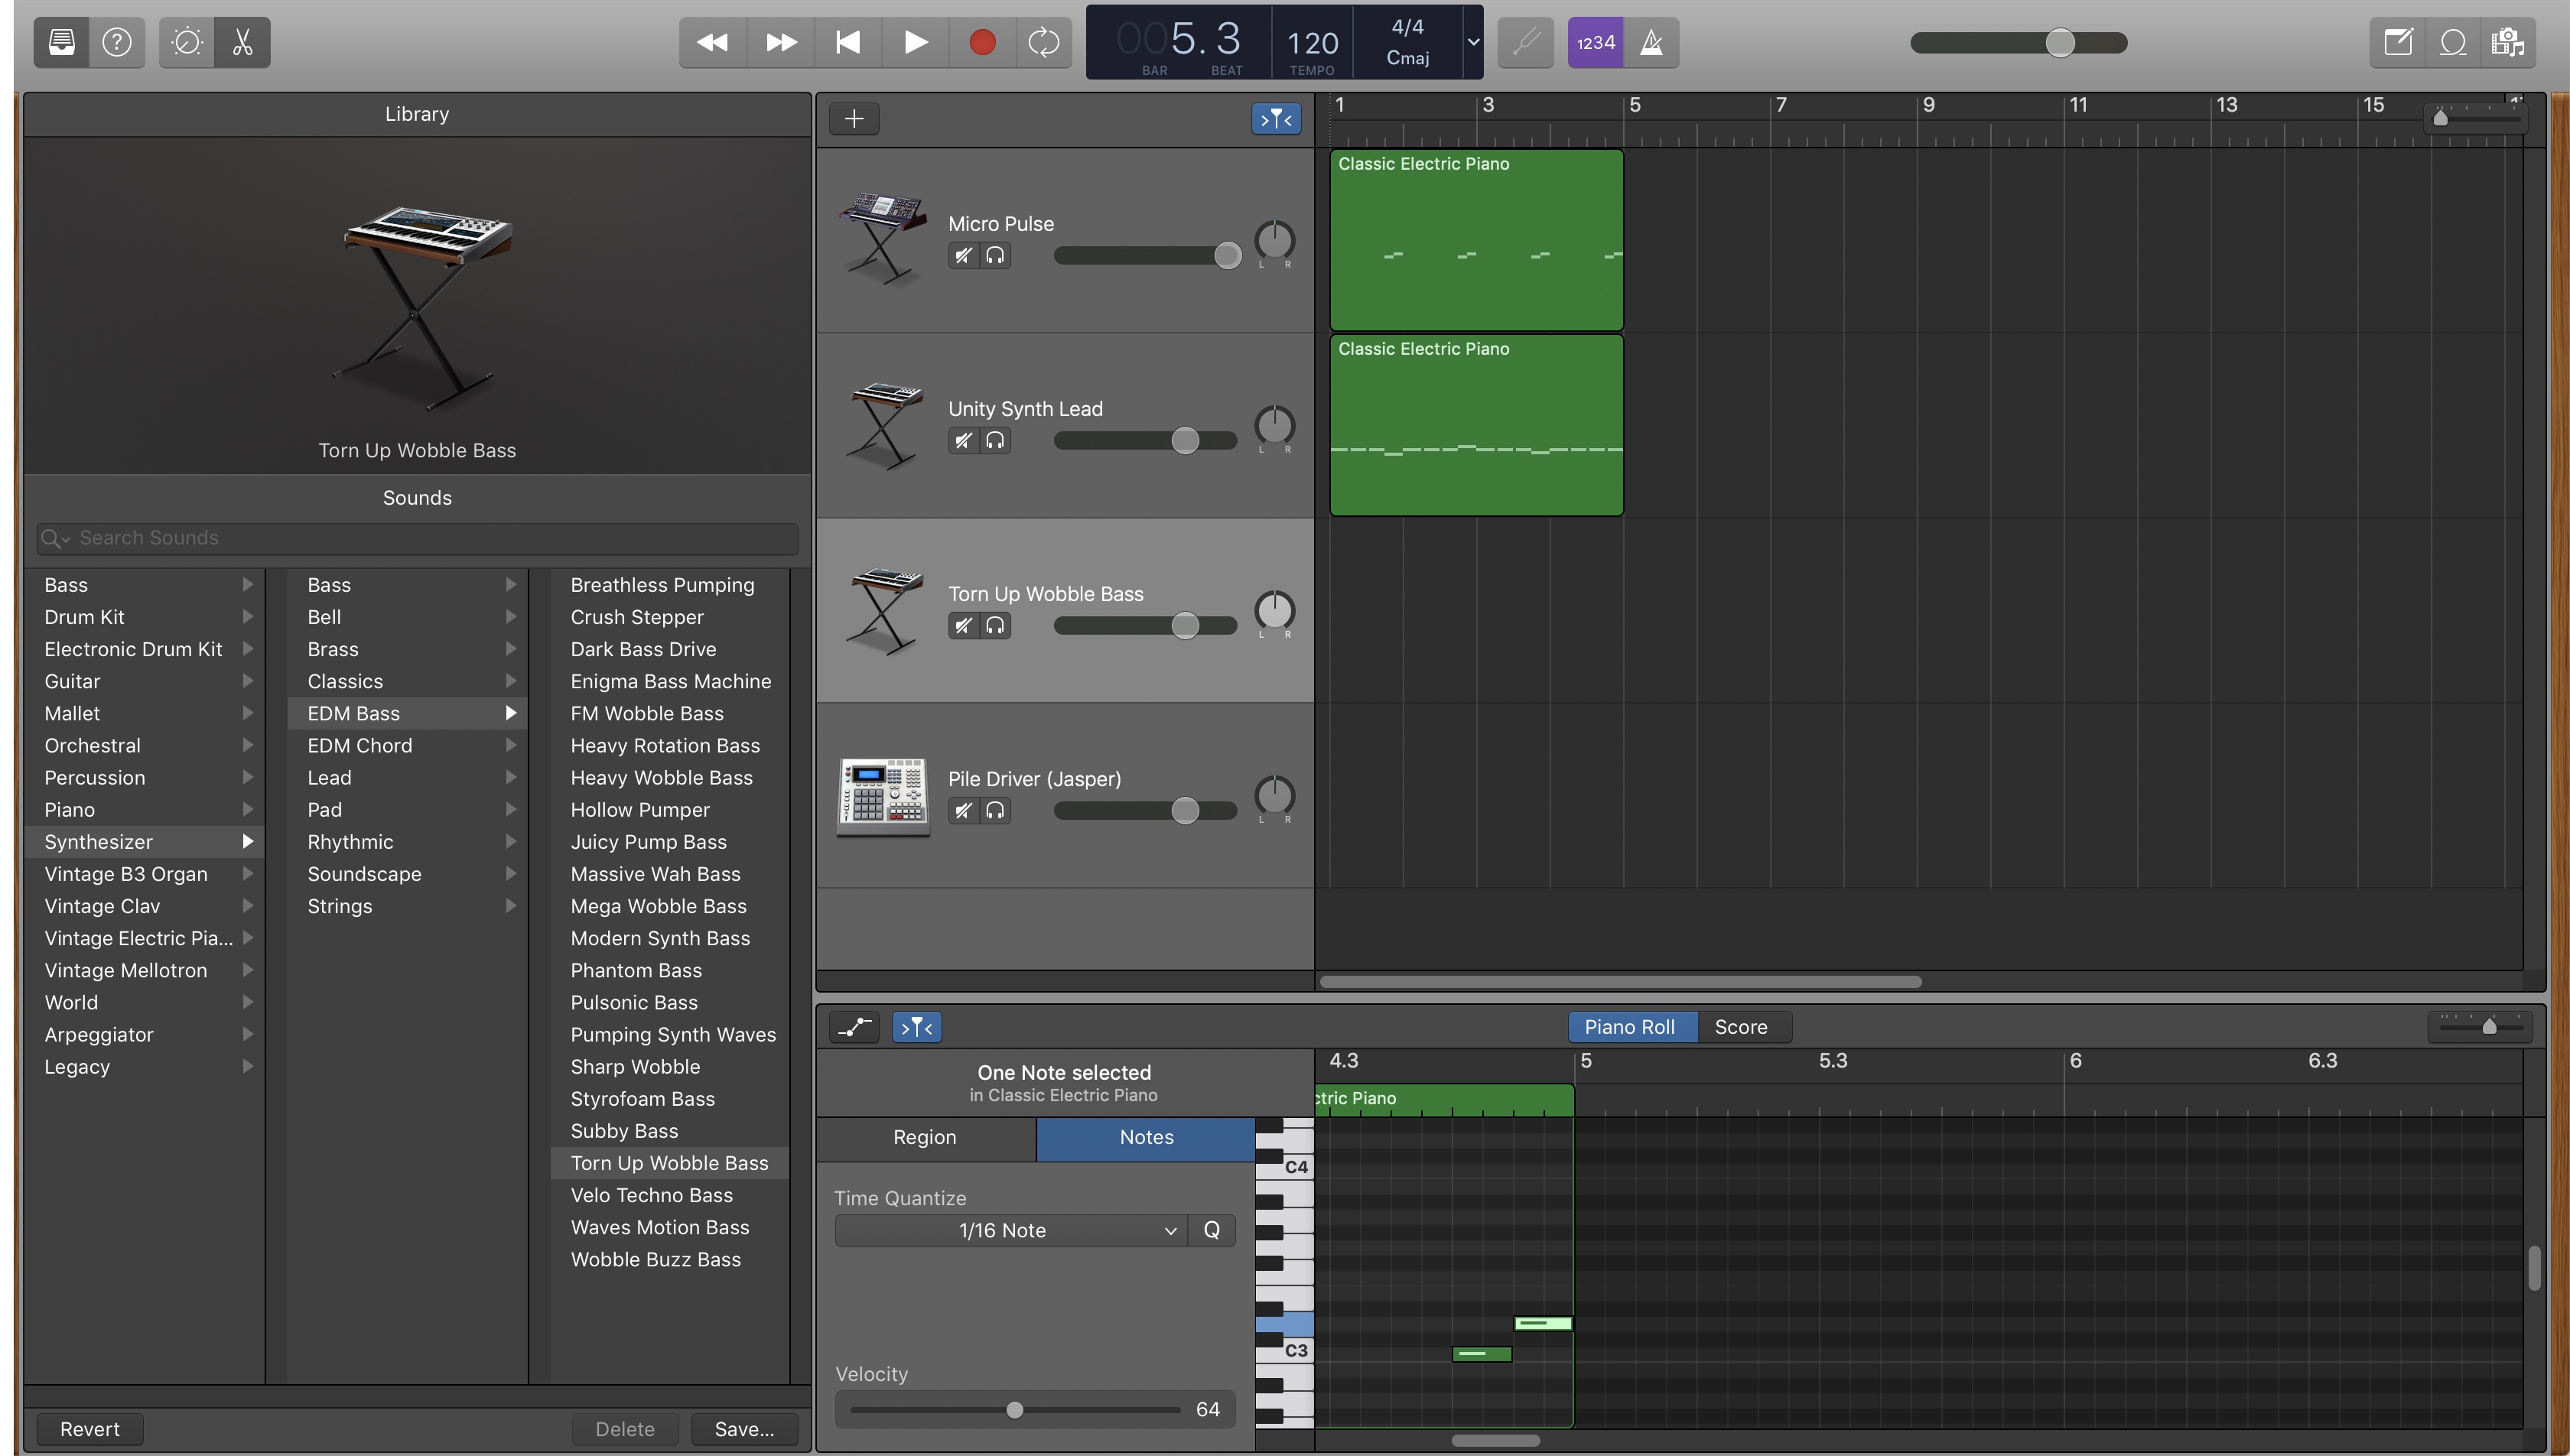 005. 3
BAR BEAT
120
TEMPO
4/4
Cmaj
1234
Library
Torn Up Wobble Bass
Sounds
Search Sounds
Bass
Drum Kit
Electronic Drum Kit
Guitar
Mallet
Orchestral
Percussion
Piano
Synthesizer
Vintage B3 Organ
Vintage Clav
Vintage Electric Pia...
Vintage Mellotron
World
Arpeggiator
Legacy
Bass
Bell
Brass
Classics
EDM Bass
EDM Chord
Lead
Pad
Rhythmic
Soundscape
Strings
Breathless Pumping
Crush Stepper
Dark Bass Drive
Enigma Bass Machine
FM Wobble Bass
Heavy Rotation Bass
Heavy Wobble Bass
Hollow Pumper
Juicy Pump Bass
Massive Wah Bass
Mega Wobble Bass
Modern Synth Bass
Phantom Bass
Pulsonic Bass
Pumping Synth Waves
Sharp Wobble
Styrofoam Bass
Subby Bass
Torn Up Wobble Bass
Velo Techno Bass
Waves Motion Bass
Wobble Buzz Bass
Revert
Delete
Save...
1 3 5 7 9 11 13 15
Micro Pulse
L R
Classic Electric Piano
Unity Synth Lead
L R
Classic Electric Piano
Torn Up Wobble Bass
L R
Pile Driver (Jasper)
L R
Piano Roll
Score
One Note selected
in Classic Electric Piano
Region
Notes
Time Quantize
1/16 Note
Q
Velocity
64
4.3 5 5.3 6 6.3
ctric Piano
C4
C3